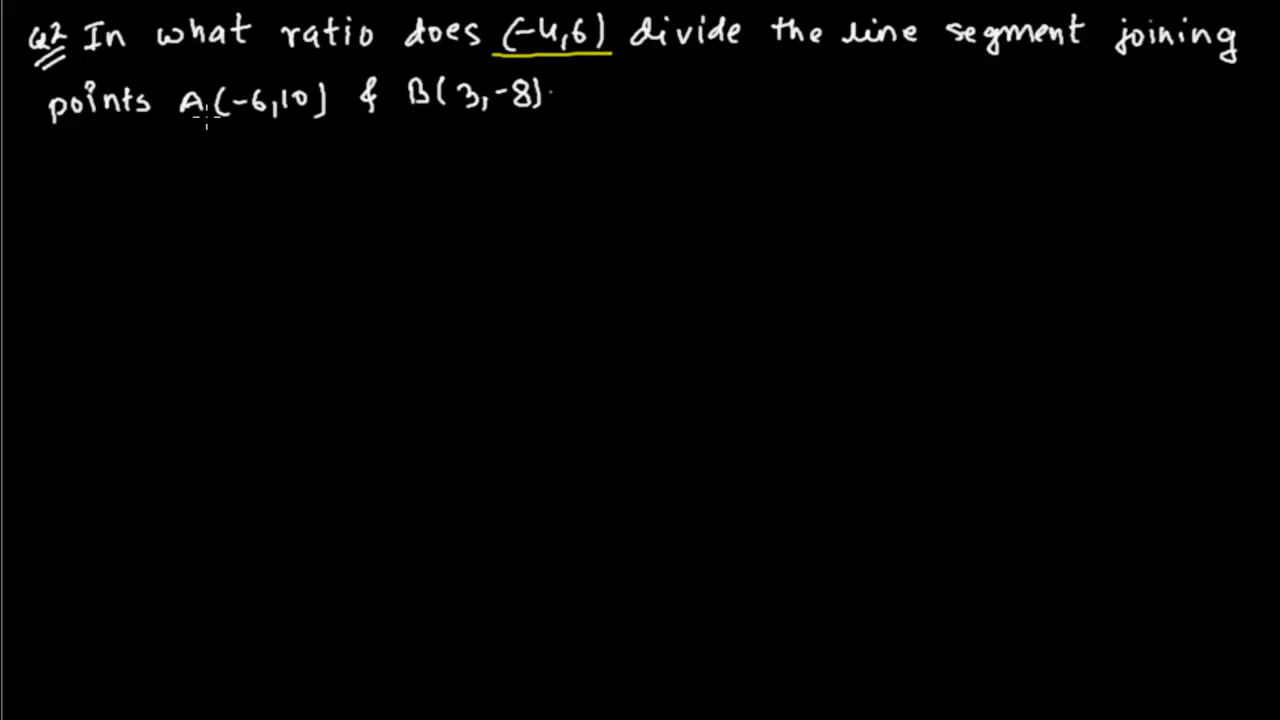 Q2 In what ratio does (-4,6) divide the line segment joining
points A(-6,10) & B(3,-8).